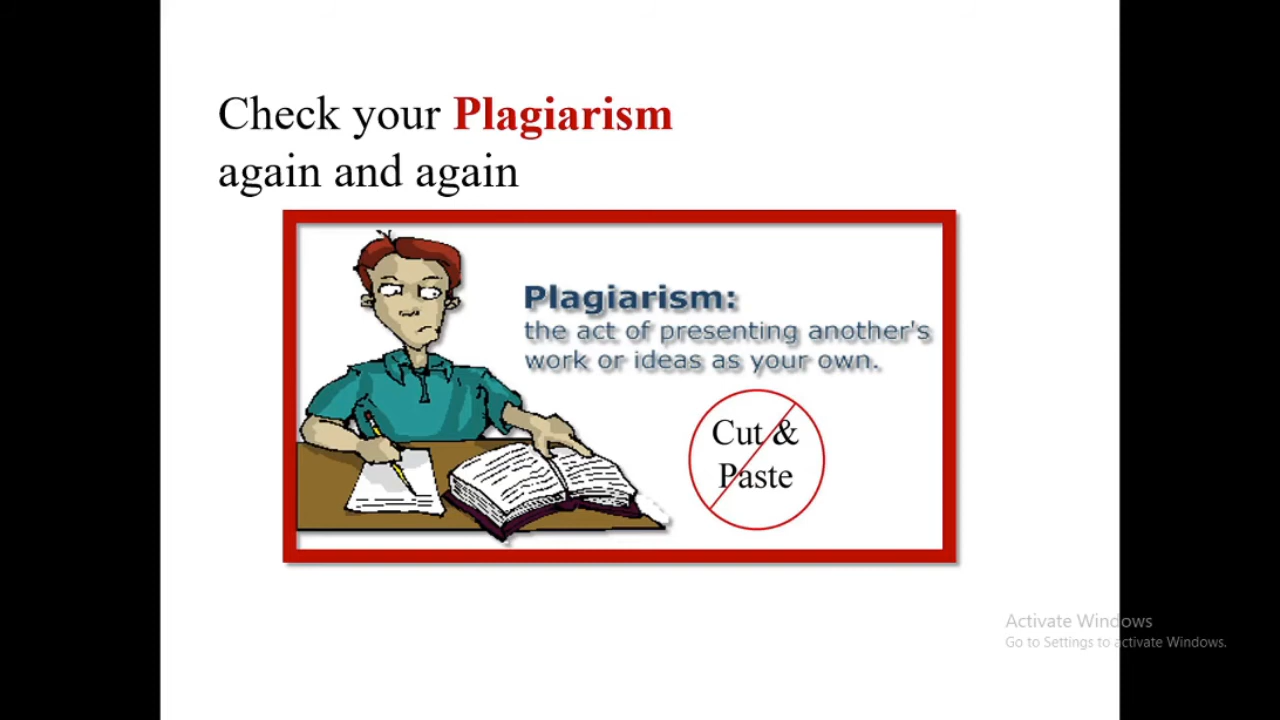 Check your Plagiarism
again and again
Plagiarism:
the act of presenting another's
work or ideas as your own.
Cut &
Paste
Activate Windows
Go to Settings to activate Windows.